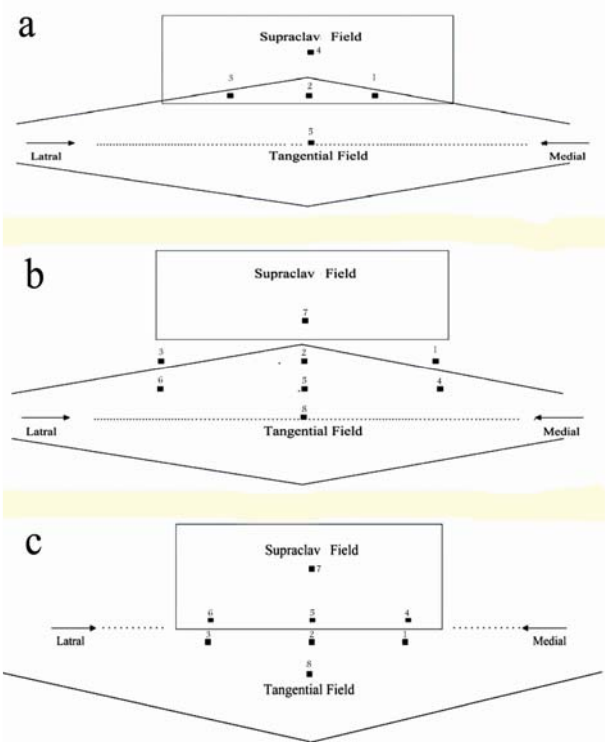 a
Supraclav Field
4
3 2 1
5
Latral Tangential Field Medial
b
Supraclav Field
7
3 2 1
6 5 4
8
Latral Tangential Field Medial
c
Supraclav Field
7
6 5 4
Latral 3 2 1 Medial
8
Tangential Field